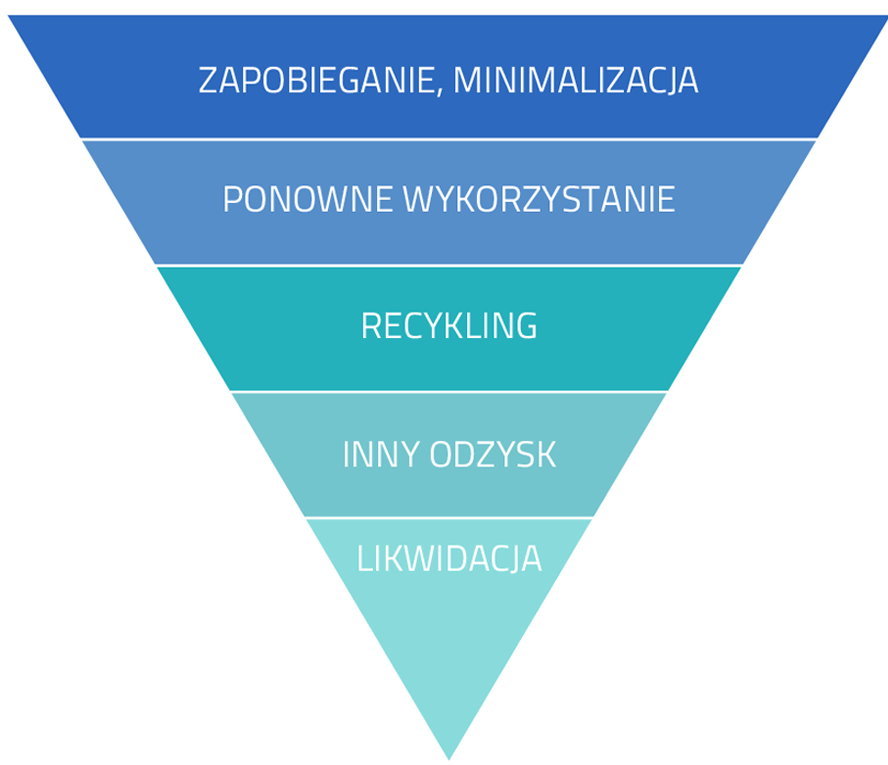 ZAPOBIEGANIE, MINIMALIZACJA
PONOWNE WYKORZYSTANIE
RECYKLING
INNY ODZYSK
LIKWIDACJA